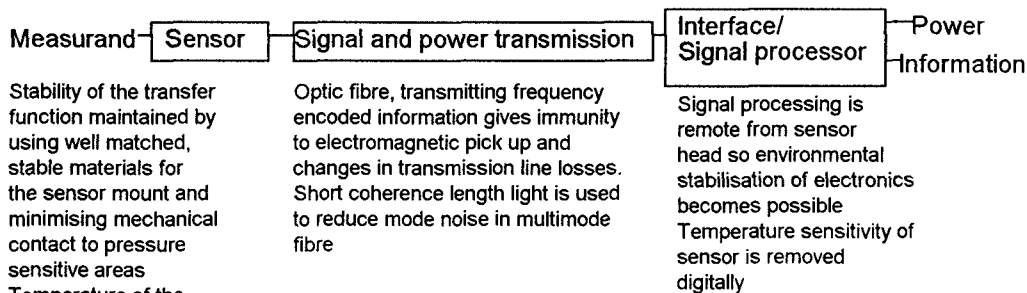 Measurand
Sensor
Signal and power transmission
Interface/
Signal processor
Power
Information
Stability of the transfer
function maintained by
using well matched,
stable materials for
the sensor mount and
minimising mechanical
contact to pressure
sensitive areas
Temperature of the
Optic fibre, transmitting frequency
encoded information gives immunity
to electromagnetic pick up and
changes in transmission line losses.
Short coherence length light is used
to reduce mode noise in multimode
fibre
Signal processing is
remote from sensor
head so environmental
stabilisation of electronics
becomes possible
Temperature sensitivity of
sensor is removed
digitally